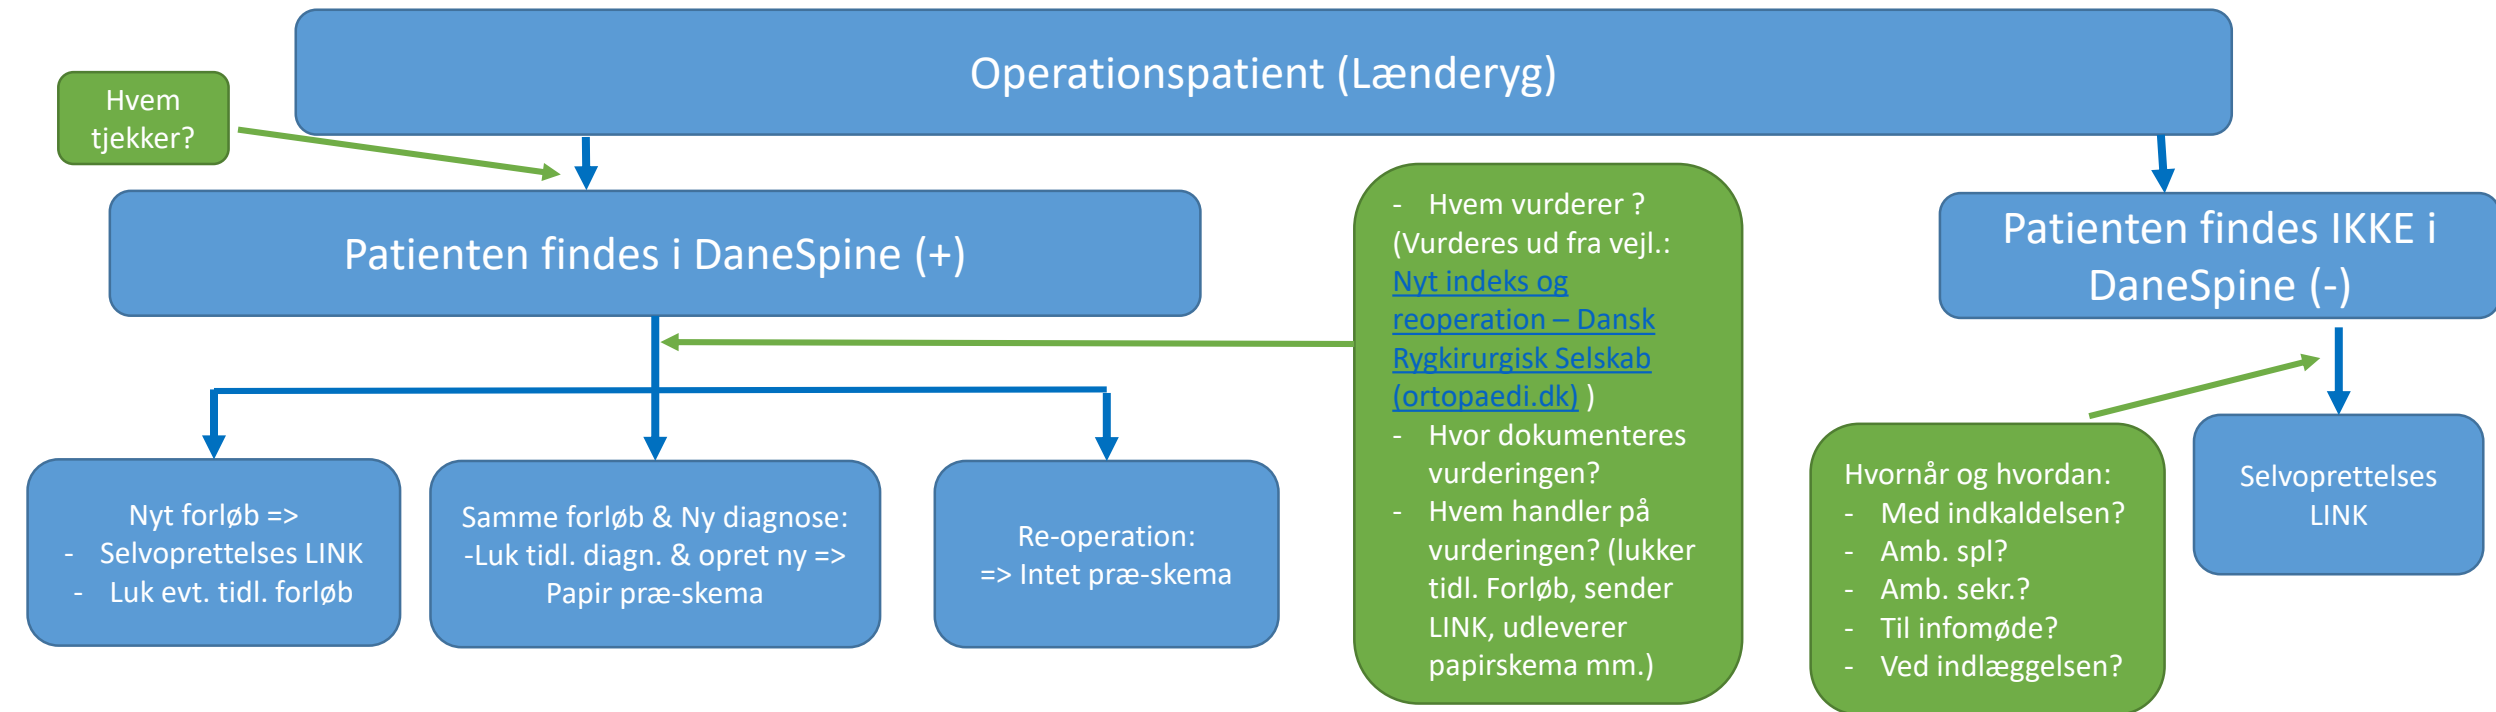 Operationspatient (Lænderyg)
Hvem
tjekker?
Patienten findes i DaneSpine (+)
Patienten findes IKKE i
DaneSpine (-)
- Hvem vurderer ?
(Vurderes ud fra vejl.:
Nyt indeks og
reoperation – Dansk
Rygkirurgisk Selskab
(ortopaedi.dk) )
- Hvor dokumenteres
vurderingen?
- Hvem handler på
vurderingen? (lukker
tidl. Forløb, sender
LINK, udleverer
papirskema mm.)
Nyt forløb =>
- Selvoprettelses LINK
- Luk evt. tidl. forløb
Samme forløb & Ny diagnose:
-Luk tidl. diagn. & opret ny =>
Papir præ-skema
Re-operation:
=> Intet præ-skema
Hvornår og hvordan:
- Med indkaldelsen?
- Amb. spl?
- Amb. sekr.?
- Til infomøde?
- Ved indlæggelsen?
Selvoprettelses
LINK